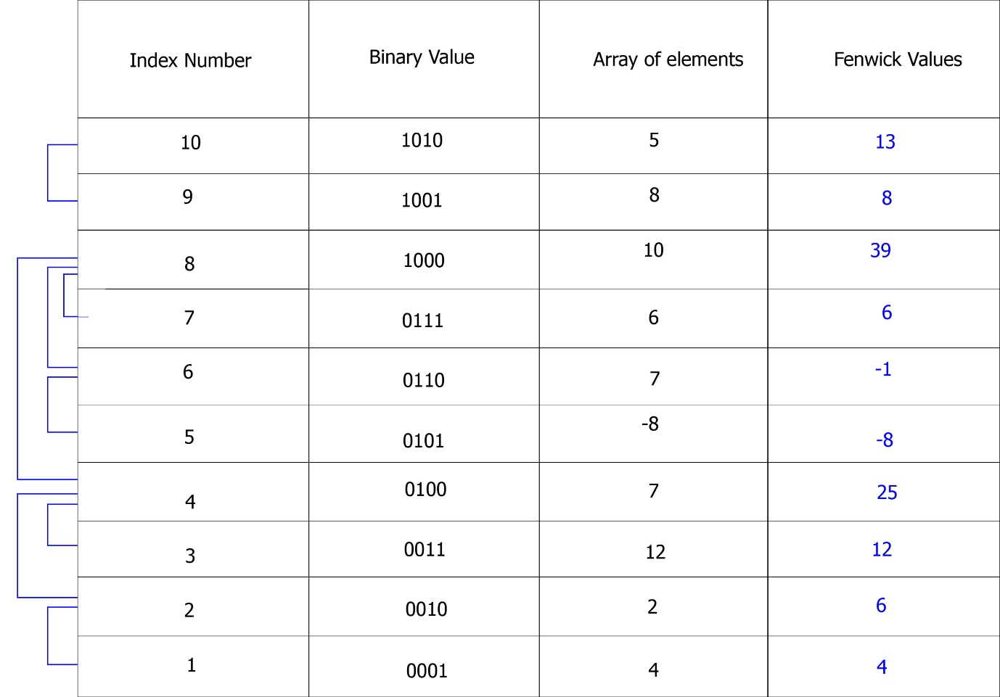 Index Number Binary Value Array of elements Fenwick Values
10 1010 5 13
9 1001 8 8
8 1000 10 39
7 0111 6 6
6 0110 7 -1
5 0101 -8 -8
4 0100 7 25
3 0011 12 12
2 0010 2 6
1 0001 4 4